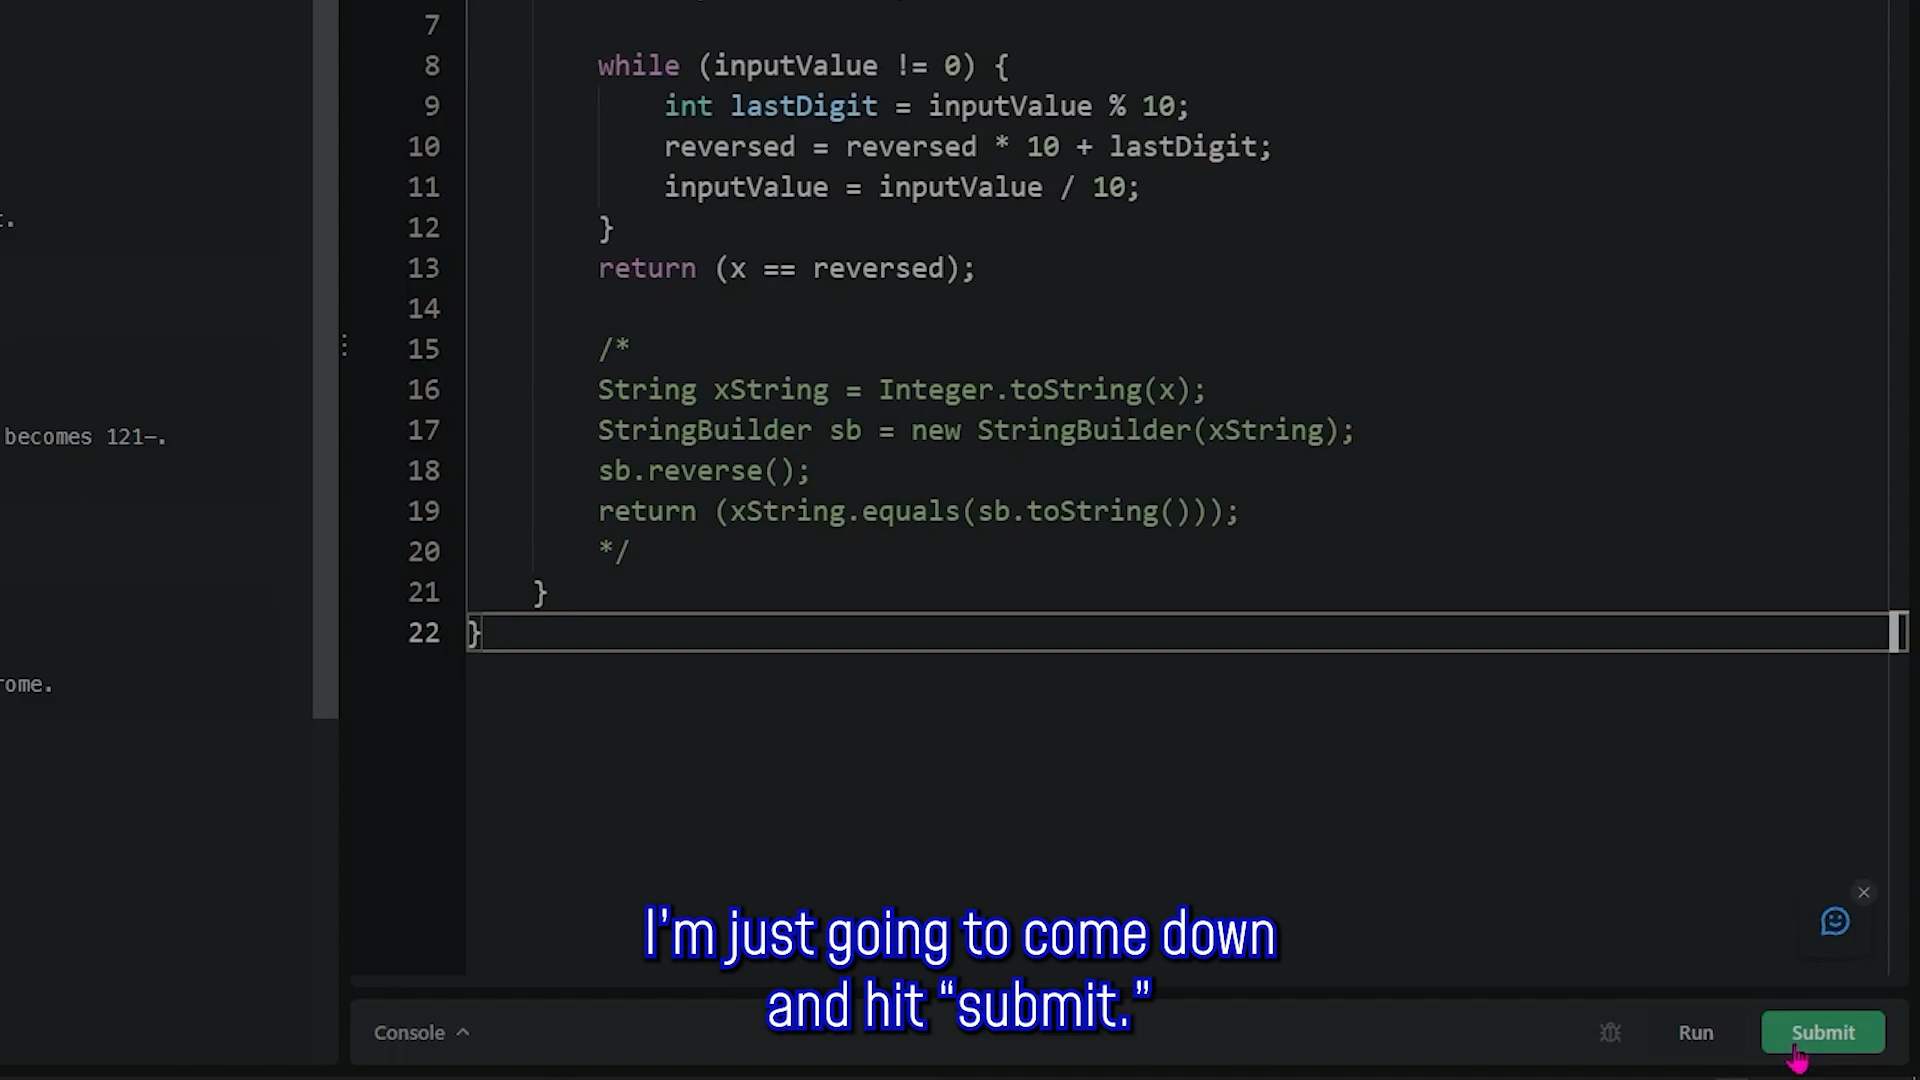 7
8 while (inputValue != 0) {
9 int lastDigit = inputValue % 10;
10 reversed = reversed * 10 + lastDigit;
11 inputValue = inputValue / 10;
12 }
13 return (x == reversed);
14
15 /*
16 String xString = Integer.toString(x);
17 StringBuilder sb = new StringBuilder(xString);
18 sb.reverse();
19 return (xString.equals(sb.toString()));
20 */
21 }
22 }
t.
becomes 121-.
rome.
I'm just going to come down
and hit “submit.”
Console
Run
Submit